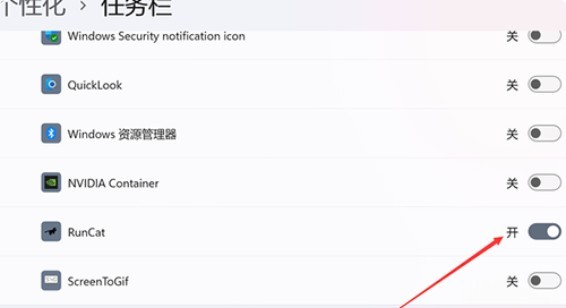 个性化 › 任务栏
Windows Security notification icon 关
QuickLook 关
Windows 资源管理器 关
NVIDIA Container 关
RunCat 开
ScreenToGif 关